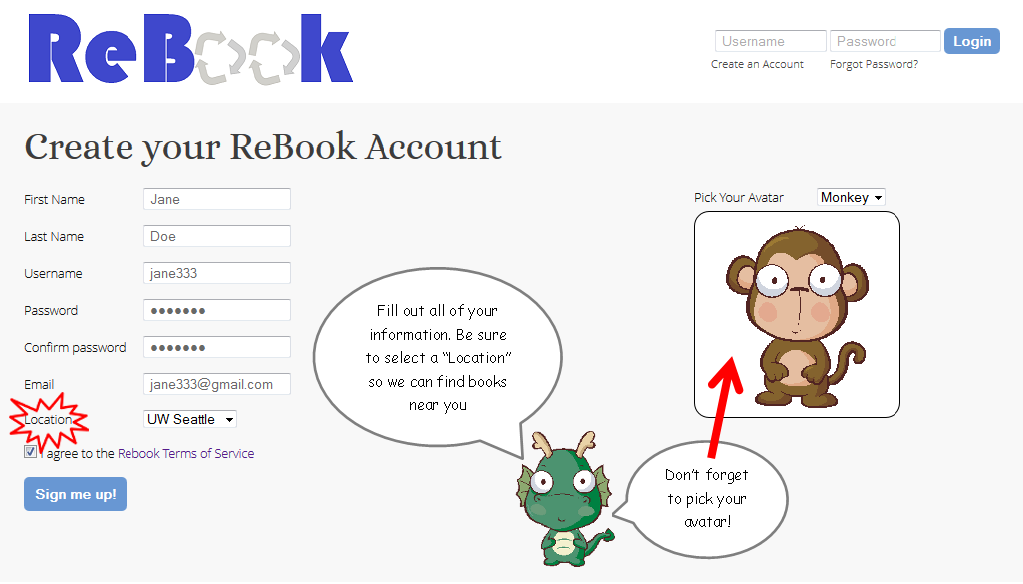 ReBook
Username Password Login
Create an Account Forgot Password?
Create your ReBook Account
First Name Jane
Last Name Doe
Username jane333
Password •••••••
Confirm password •••••••
Email jane333@gmail.com
Location UW Seattle
I agree to the Rebook Terms of Service
Sign me up!
Pick Your Avatar Monkey
Fill out all of your
information. Be sure
to select a “Location”
so we can find books
near you
Don't forget
to pick your
avatar!